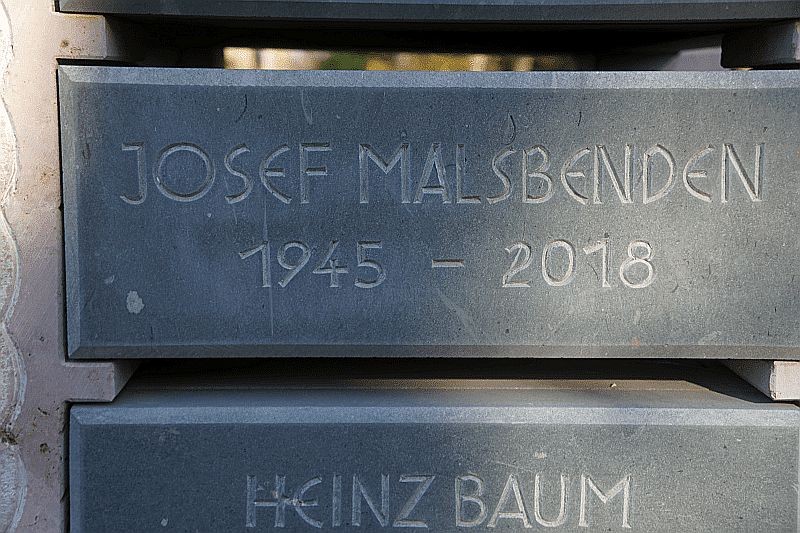 JOSEF MALSBENDEN
1945 – 2018
HEINZ BAUM